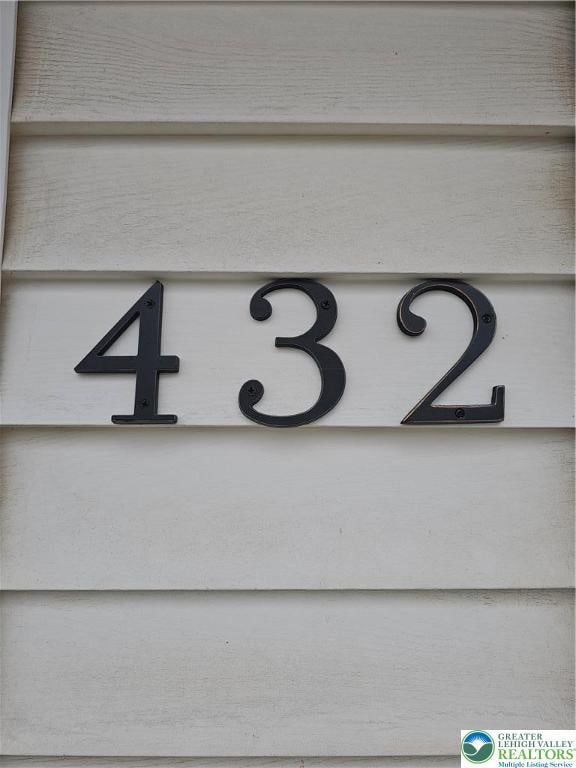 432
GREATER
LEHIGH VALLEY
REALTORS®
Multiple Listing Service